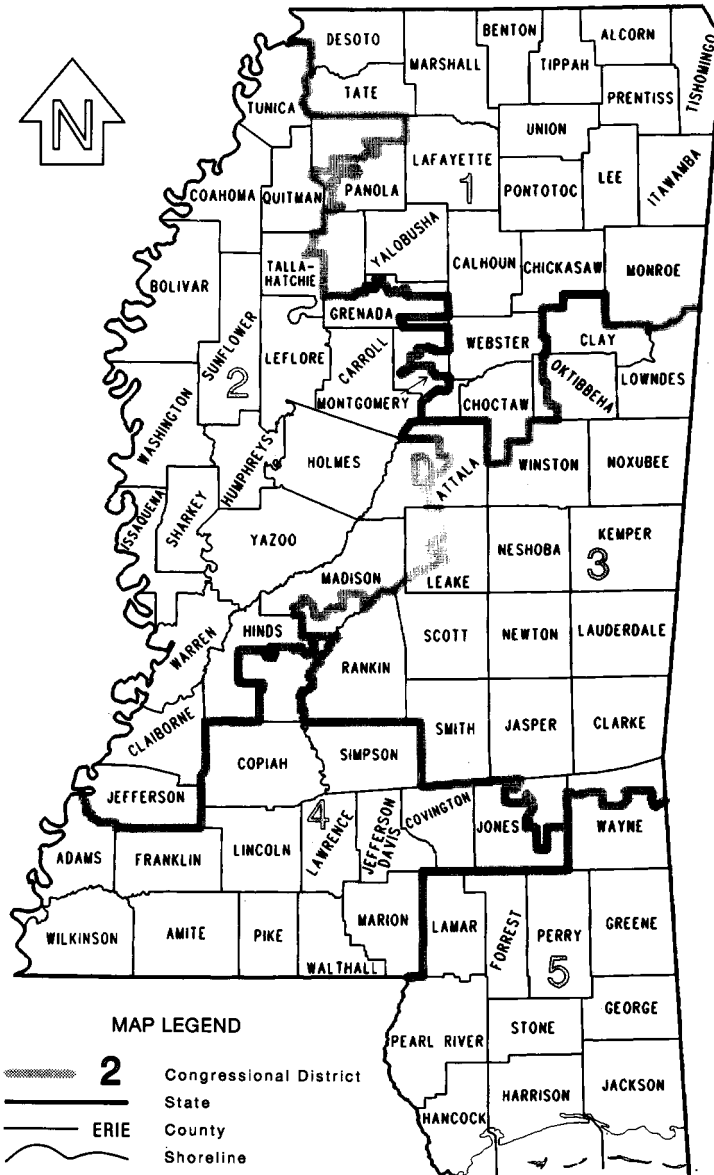 N
DESOTO
MARSHALL
BENTON
TIPPAH
ALCORN
TISHOMINGO
PRENTISS
TUNICA
TATE
UNION
LAFAYETTE
1
PANOLA
QUITMAN
COAHOMA
PONTOTOC
LEE
ITAWAMBA
YALOBUSHA
TALLA-
HATCHIE
CALHOUN
CHICKASAW
MONROE
BOLIVAR
GRENADA
SUNFLOWER
2
LEFLORE
CARROLL
WEBSTER
CLAY
OKTIBBEHA
LOWNDES
MONTGOMERY
CHOCTAW
WASHINGTON
HUMPHREYS
HOLMES
ATTALA
WINSTON
NOXUBEE
ISSAQUENA
SHARKEY
YAZOO
NESHOBA
KEMPER
3
MADISON
LEAKE
HINDS
WARREN
SCOTT
NEWTON
LAUDERDALE
RANKIN
CLAIBORNE
SMITH
JASPER
CLARKE
COPIAH
SIMPSON
JEFFERSON
4
LAWRENCE
JEFFERSON
DAVIS
COVINGTON
JONES
WAYNE
ADAMS
FRANKLIN
LINCOLN
WILKINSON
AMITE
PIKE
WALTHALL
MARION
LAMAR
FORREST
PERRY
5
GREENE
GEORGE
PEARL RIVER
STONE
HANCOCK
HARRISON
JACKSON
MAP LEGEND
2 Congressional District
State
ERIE County
Shoreline